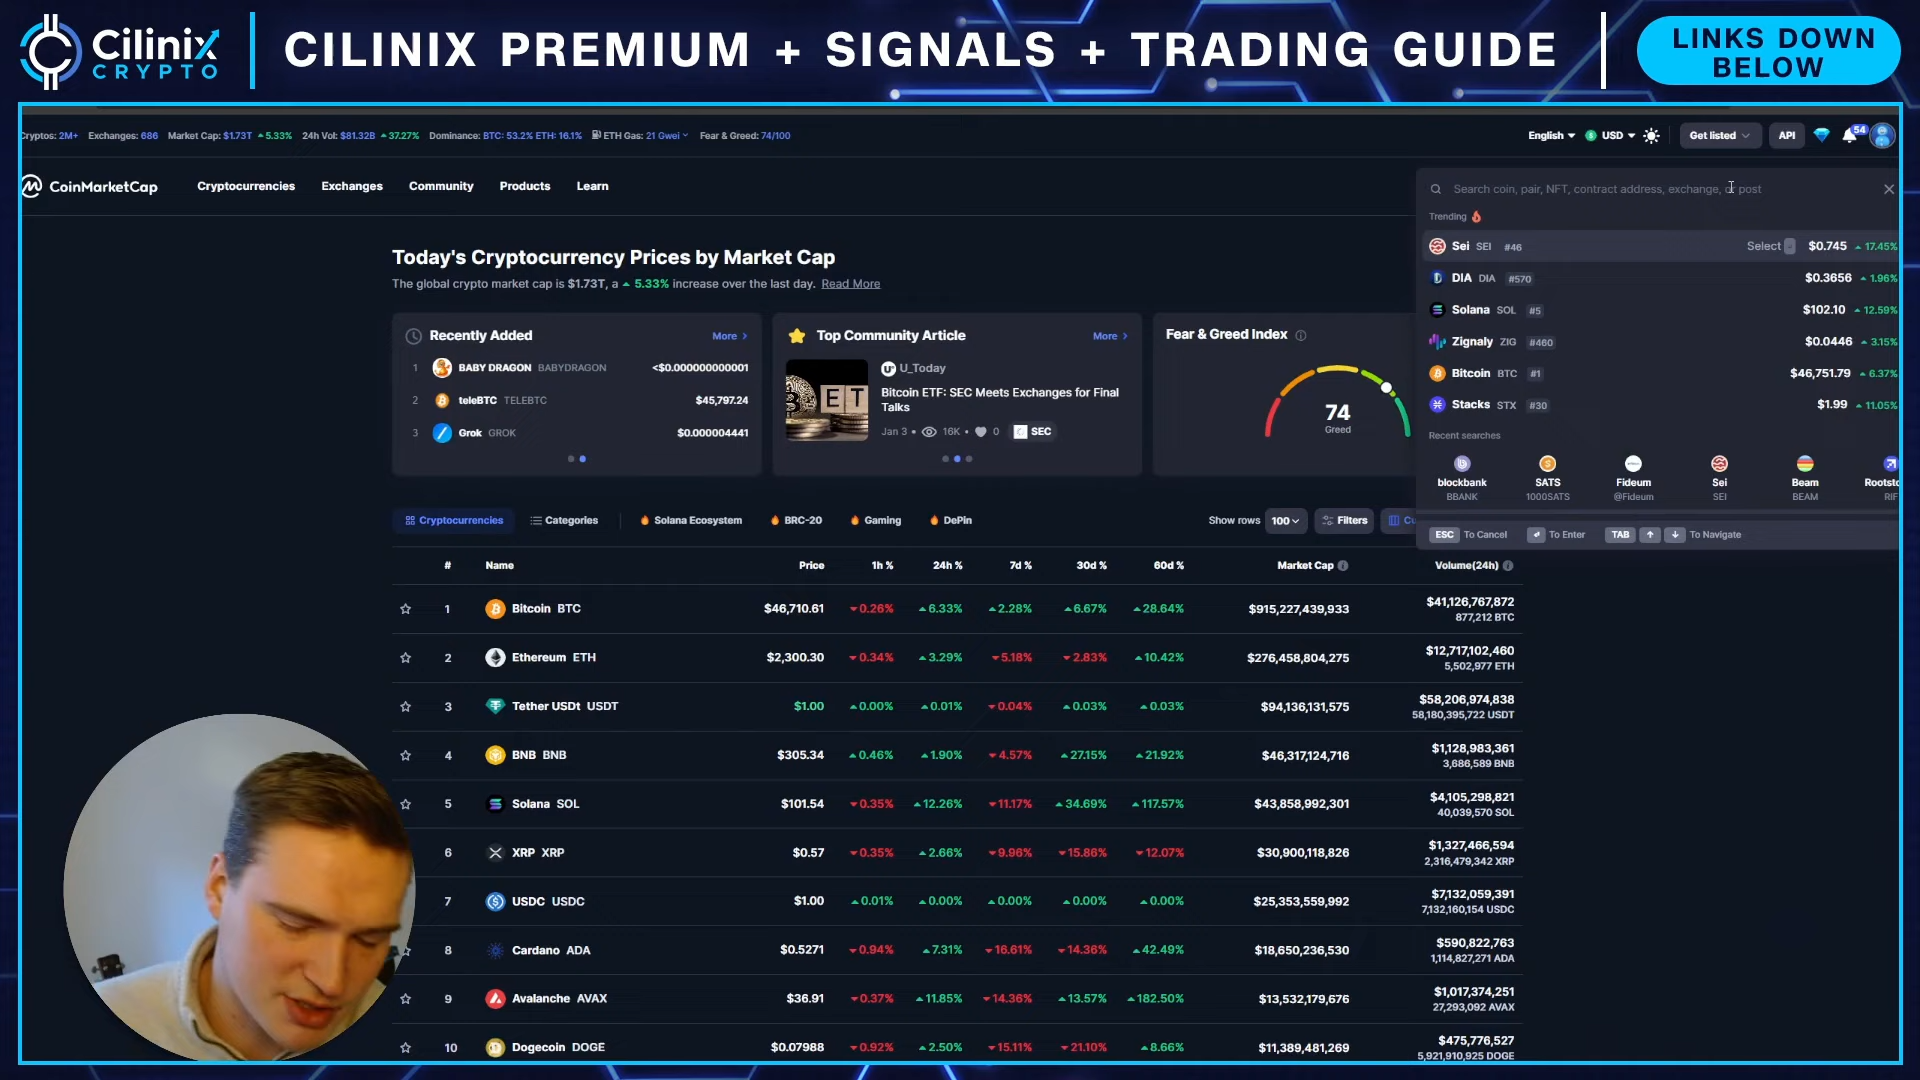 Cilinix
CRYPTO
CILINIX PREMIUM + SIGNALS + TRADING GUIDE
LINKS DOWN
BELOW
Cryptos: 2M+ Exchanges: 686 Market Cap: $1.73T 5.33% 24h Vol: $81.32B 37.27% Dominance: BTC: 53.2% ETH: 16.1% ETH Gas: 21 Gwei Fear & Greed: 74/100
English USD Get listed API 54
CoinMarketCap Cryptocurrencies Exchanges Community Products Learn
Search coin, pair, NFT, contract address, exchange, or post
Trending
Sei SEI #46 Select $0.745 17.45%
DIA DIA #570 $0.3656 1.96%
Solana SOL #5 $102.10 12.59%
Zignaly ZIG #460 $0.0446 3.15%
Bitcoin BTC #1 $46,751.79 6.37%
Stacks STX #30 $1.99 11.05%
Recent searches
blockbank SATS Fideum Sei Beam Rootsto
BBANK 1000SATS @Fideum SEI BEAM RIF
ESC To Cancel To Enter TAB To Navigate
Today's Cryptocurrency Prices by Market Cap
The global crypto market cap is $1.73T, a 5.33% increase over the last day. Read More
Recently Added More
1 BABY DRAGON BABYDRAGON <$0.000000000001
2 teleBTC TELEBTC $45,797.24
3 Grok GROK $0.000004441
Top Community Article More
ET
U_Today
Bitcoin ETF: SEC Meets Exchanges for Final
Talks
Jan 3 • 16K • 0 SEC
Fear & Greed Index
74
Greed
Cryptocurrencies Categories Solana Ecosystem BRC-20 Gaming DePin
Show rows 100 Filters Cu
# Name Price 1h % 24h % 7d % 30d % 60d % Market Cap Volume(24h)
1 Bitcoin BTC $46,710.61 0.26% 6.33% 2.28% 6.67% 28.64% $915,227,439,933 $41,126,767,872
877,212 BTC
2 Ethereum ETH $2,300.30 0.34% 3.29% 5.18% 2.83% 10.42% $276,458,804,275 $12,717,102,460
5,502,977 ETH
3 Tether USDt USDT $1.00 0.00% 0.01% 0.04% 0.03% 0.03% $94,136,131,575 $58,206,974,838
58,180,395,722 USDT
4 BNB BNB $305.34 0.46% 1.90% 4.57% 27.15% 21.92% $46,317,124,716 $1,128,983,361
3,686,589 BNB
5 Solana SOL $101.54 0.35% 12.26% 11.17% 34.69% 117.57% $43,858,992,301 $4,105,298,821
40,039,570 SOL
6 XRP XRP $0.57 0.35% 2.66% 9.96% 15.86% 12.07% $30,900,118,826 $1,327,466,594
2,316,479,342 XRP
7 USDC USDC $1.00 0.01% 0.00% 0.00% 0.00% 0.00% $25,353,559,992 $7,132,059,391
7,132,160,154 USDC
8 Cardano ADA $0.5271 0.94% 7.31% 16.61% 14.36% 42.49% $18,650,236,530 $590,822,763
1,114,827,271 ADA
9 Avalanche AVAX $36.91 0.37% 11.85% 14.36% 13.57% 182.50% $13,532,179,676 $1,017,374,251
27,293,092 AVAX
10 Dogecoin DOGE $0.07988 0.92% 2.50% 15.11% 21.10% 8.66% $11,389,481,269 $475,776,527
5,921,910,925 DOGE